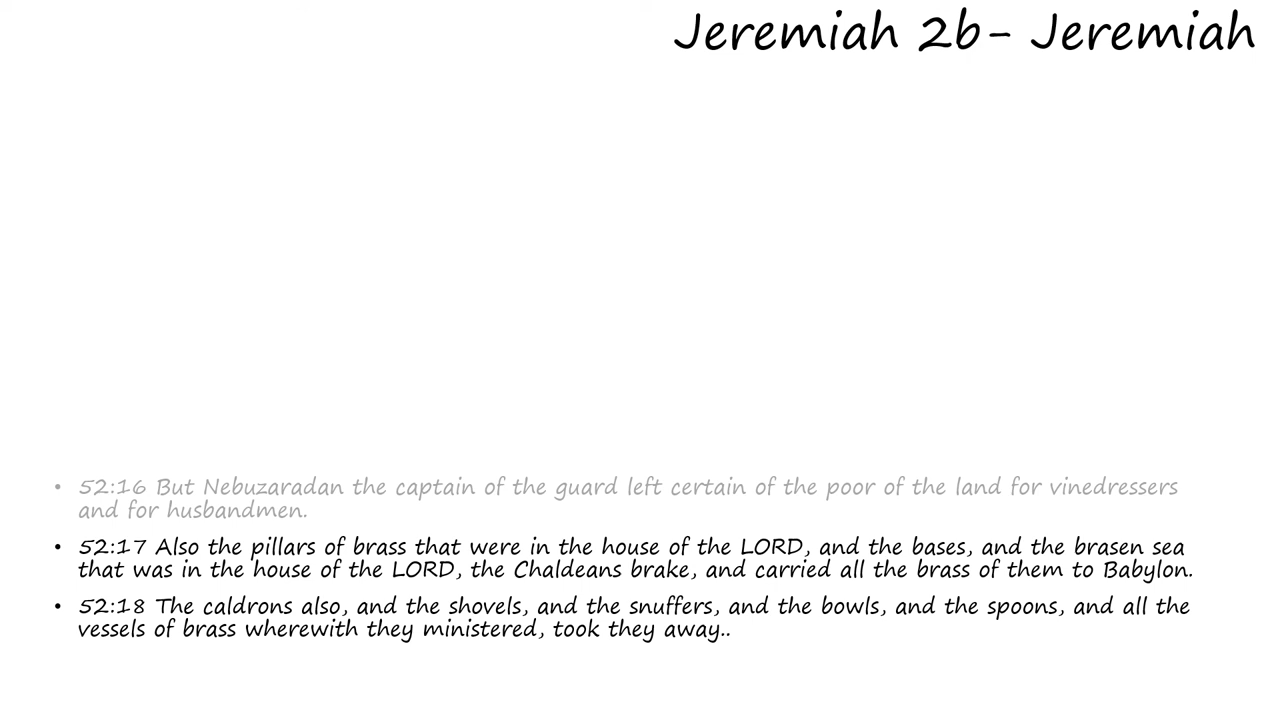 Jeremiah 2b- Jeremiah
• 52:16 But Nebuzaradan the captain of the guard left certain of the poor of the land for vinedressers
and for husbandmen.
• 52:17 Also the pillars of brass that were in the house of the LORD, and the bases, and the brasen sea
that was in the house of the LORD, the Chaldeans brake, and carried all the brass of them to Babylon.
• 52:18 The caldrons also, and the shovels, and the snuffers, and the bowls, and the spoons, and all the
vessels of brass wherewith they ministered, took they away..